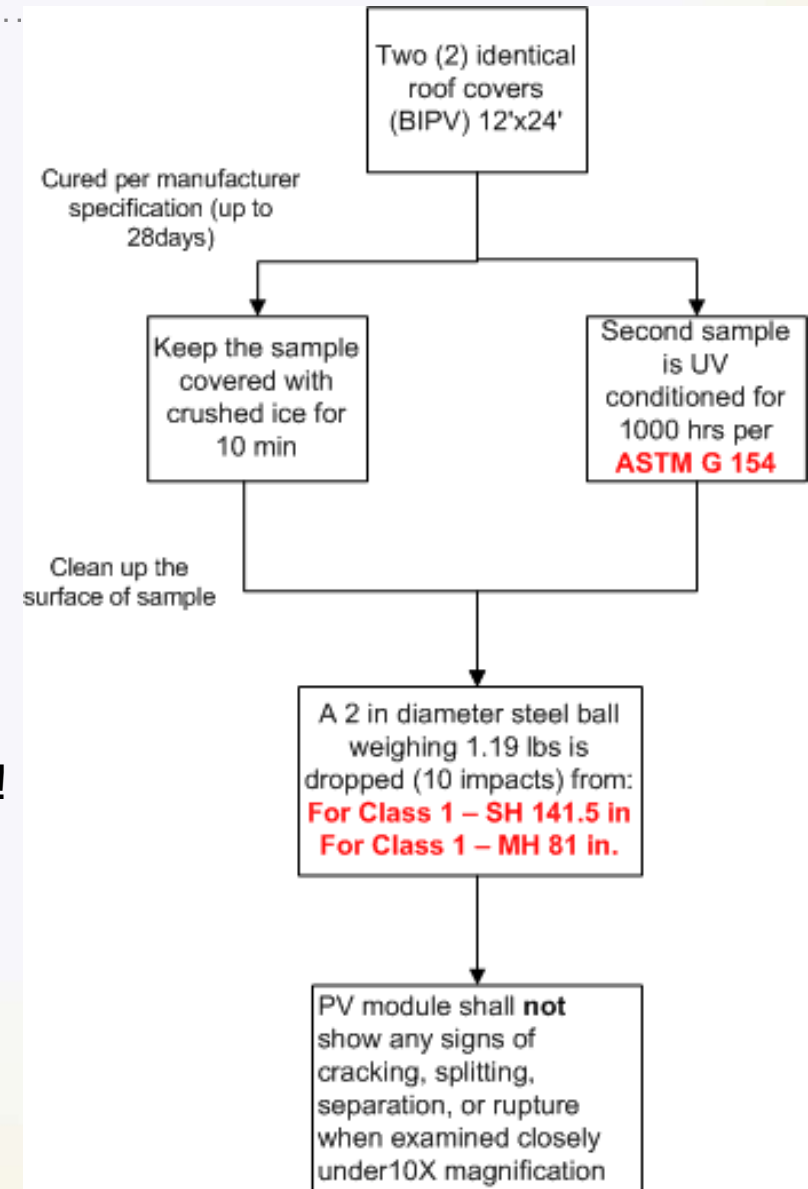 Two (2) identical
roof covers
(BIPV) 12'x24'
Cured per manufacturer
specification (up to
28days)
Keep the sample
covered with
crushed ice for
10 min
Second sample
is UV
conditioned for
1000 hrs per
ASTM G 154
Clean up the
surface of sample
A 2 in diameter steel ball
weighing 1.19 lbs is
dropped (10 impacts) from:
For Class 1 – SH 141.5 in
For Class 1 – MH 81 in.
!
PV module shall not
show any signs of
cracking, splitting,
separation, or rupture
when examined closely
under10X magnification